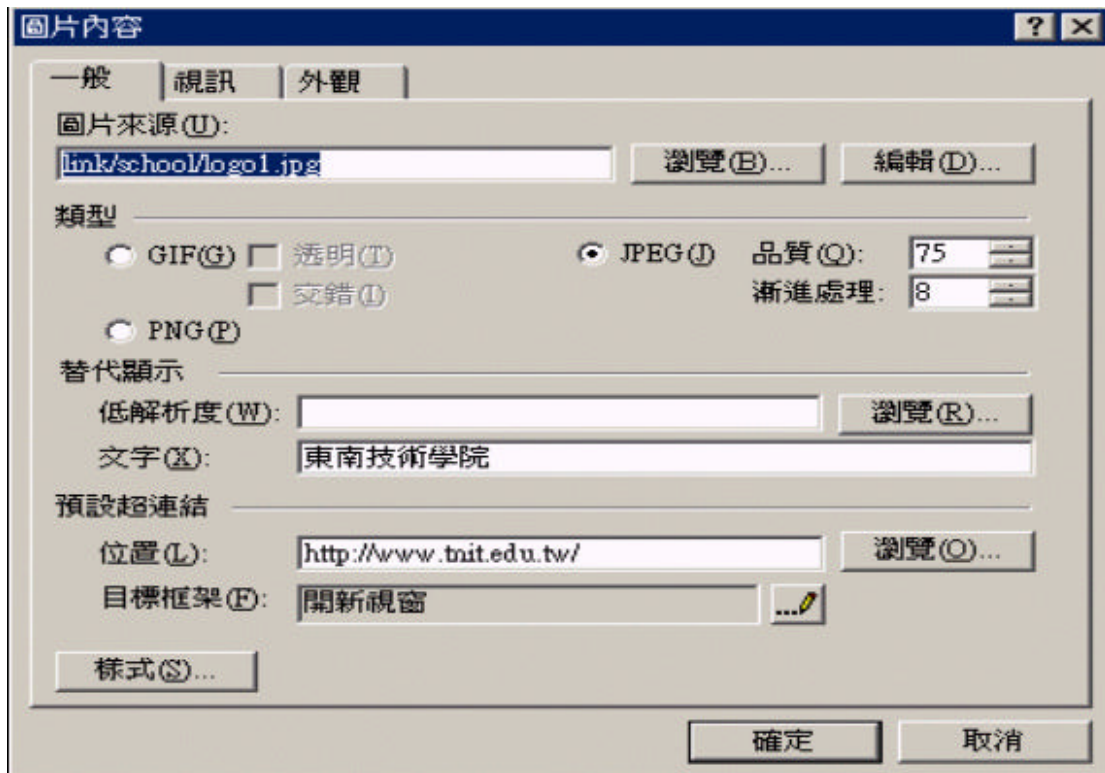 圖片內容
一般 視訊 外觀
圖片來源(U):
link/school/logo1.jpg 瀏覽(B)... 編輯(D)...
類型
GIF(G) 透明(T) JPEG(J) 品質(Q): 75
交錯(I) 漸進處理: 8
PNG(P)
替代顯示
低解析度(W): 瀏覽(R)...
文字(X): 東南技術學院
預設超連結
位置(L): http://www.tnit.edu.tw/ 瀏覽(O)...
目標框架(F): 開新視窗 ...
樣式(S)...
確定 取消